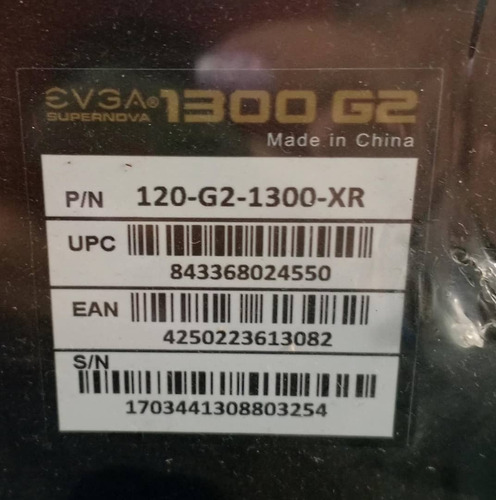 EVGA® 1300 G2
SUPERNOVA
Made in China
P/N 120-G2-1300-XR
UPC
843368024550
EAN
4250223613082
S/N
1703441308803254